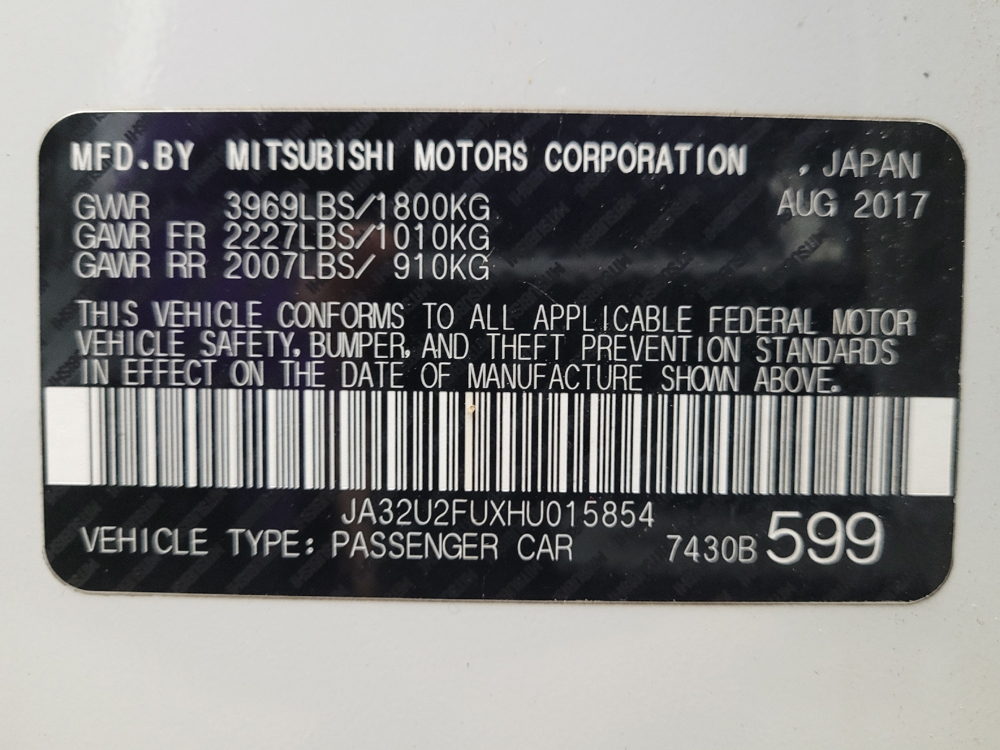 MFD.BY MITSUBISHI MOTORS CORPORATION , JAPAN
GVWR 3969LBS/1800KG AUG 2017
GAWR FR 2227LBS/1010KG
GAWR RR 2007LBS/ 910KG
THIS VEHICLE CONFORMS TO ALL APPLICABLE FEDERAL MOTOR
VEHICLE SAFETY, BUMPER, AND THEFT PREVENTION STANDARDS
IN EFFECT ON THE DATE OF MANUFACTURE SHOWN ABOVE.
JA32U2FUXHU015854
VEHICLE TYPE: PASSENGER CAR 7430B 599